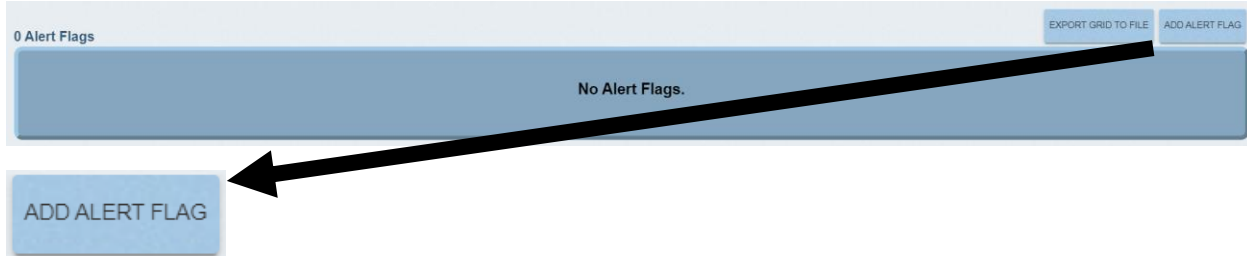 EXPORT GRID TO FILE ADD ALERT FLAG
0 Alert Flags
No Alert Flags.
ADD ALERT FLAG